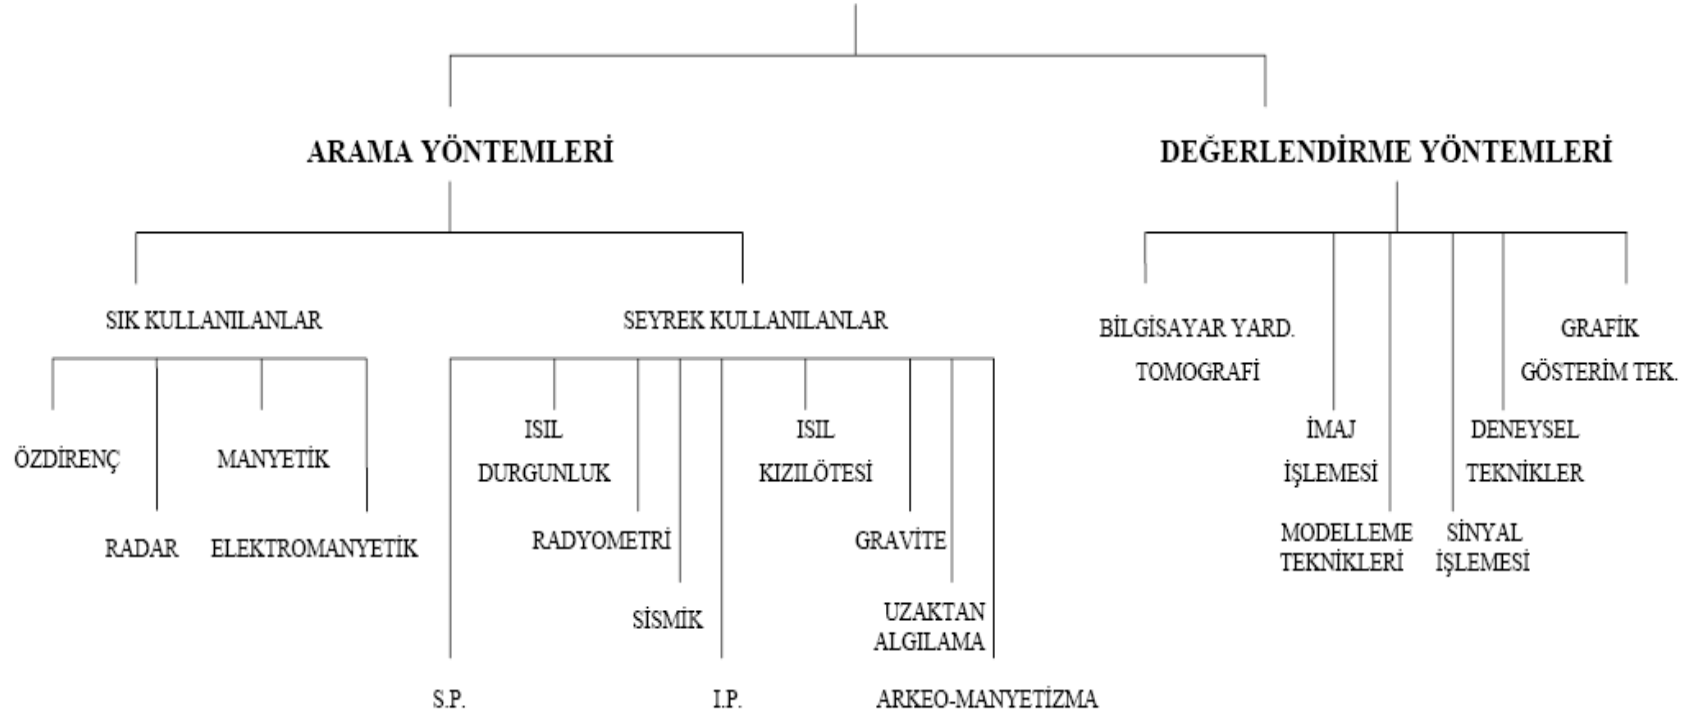 ARAMA YÖNTEMLERİ
DEĞERLENDİRME YÖNTEMLERİ
SIK KULLANILANLAR
SEYREK KULLANILANLAR
BİLGİSAYAR YARD.
TOMOGRAFİ
GRAFİK
GÖSTERİM TEK.
ÖZDİRENÇ
MANYETİK
RADAR
ELEKTROMANYETİK
ISIL
DURGUNLUK
ISIL
KIZILÖTESİ
RADYOMETRİ
GRAVİTE
SİSMİK
UZAKTAN
ALGILAMA
S.P.
I.P.
ARKEO-MANYETİZMA
İMAJ
İŞLEMESİ
DENEYSEL
TEKNİKLER
MODELLEME
TEKNİKLERİ
SİNYAL
İŞLEMESİ